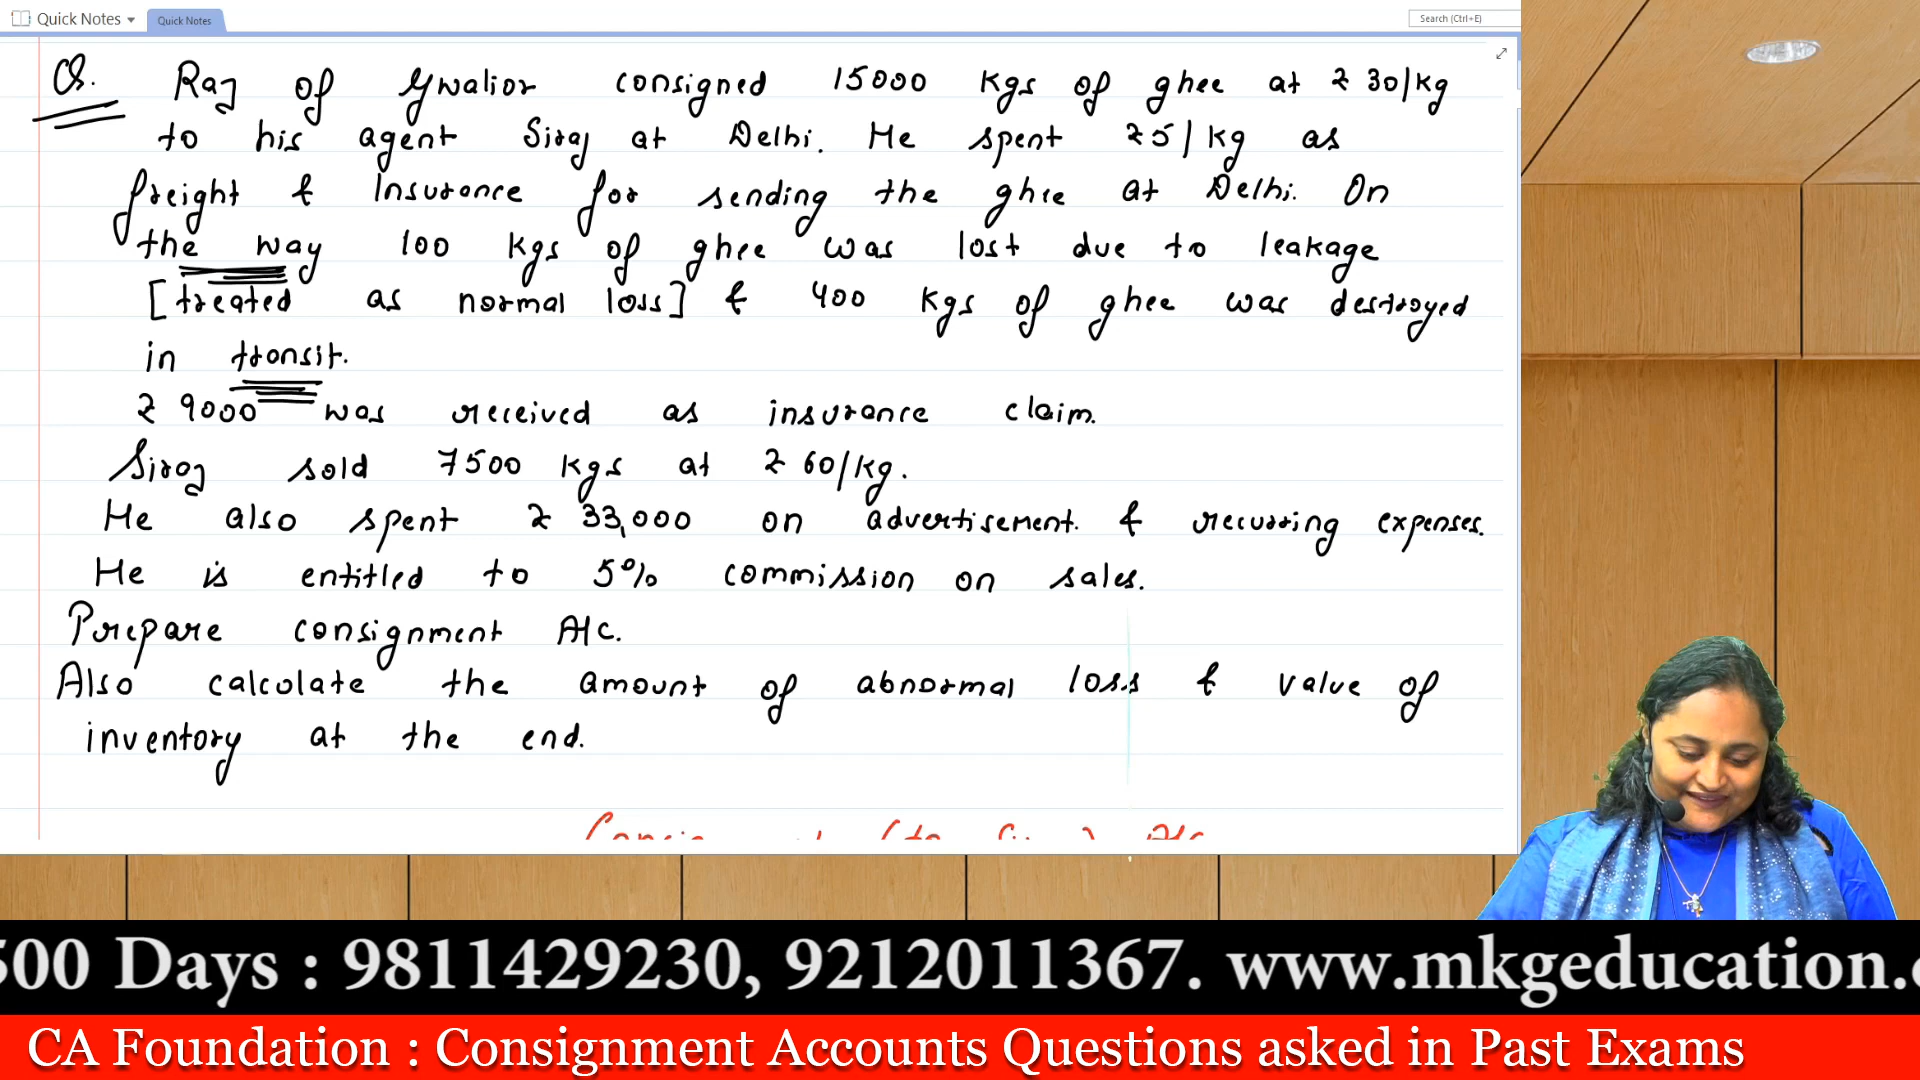 Quick Notes
Quick Notes
Search (Ctrl+E)
Q. Raj of Gwalior consigned 15000 kgs of ghee at ₹ 30/kg
to his agent Siraj at Delhi. He spent ₹5/kg as
freight & Insurance for sending the ghee at Delhi. On
the way 100 kgs of ghee was lost due to leakage
[treated as normal loss] & 400 kgs of ghee was destroyed
in transit.
₹ 9000 was received as insurance claim.
Siraj sold 7500 kgs at ₹ 60/kg.
He also spent ₹ 33,000 on advertisement & recurring expenses.
He is entitled to 5% commission on sales.
Prepare consignment A/c.
Also calculate the amount of abnormal loss & value of
inventory at the end.
500 Days : 9811429230, 9212011367. www.mkgeducation.c
CA Foundation : Consignment Accounts Questions asked in Past Exams